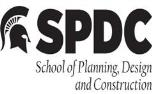 SPDC
School of Planning, Design
and Construction